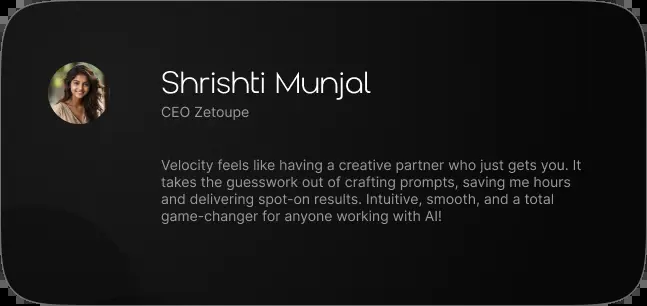 Shrishti Munjal
CEO Zetoupe
Velocity feels like having a creative partner who just gets you. It
takes the guesswork out of crafting prompts, saving me hours
and delivering spot-on results. Intuitive, smooth, and a total
game-changer for anyone working with AI!